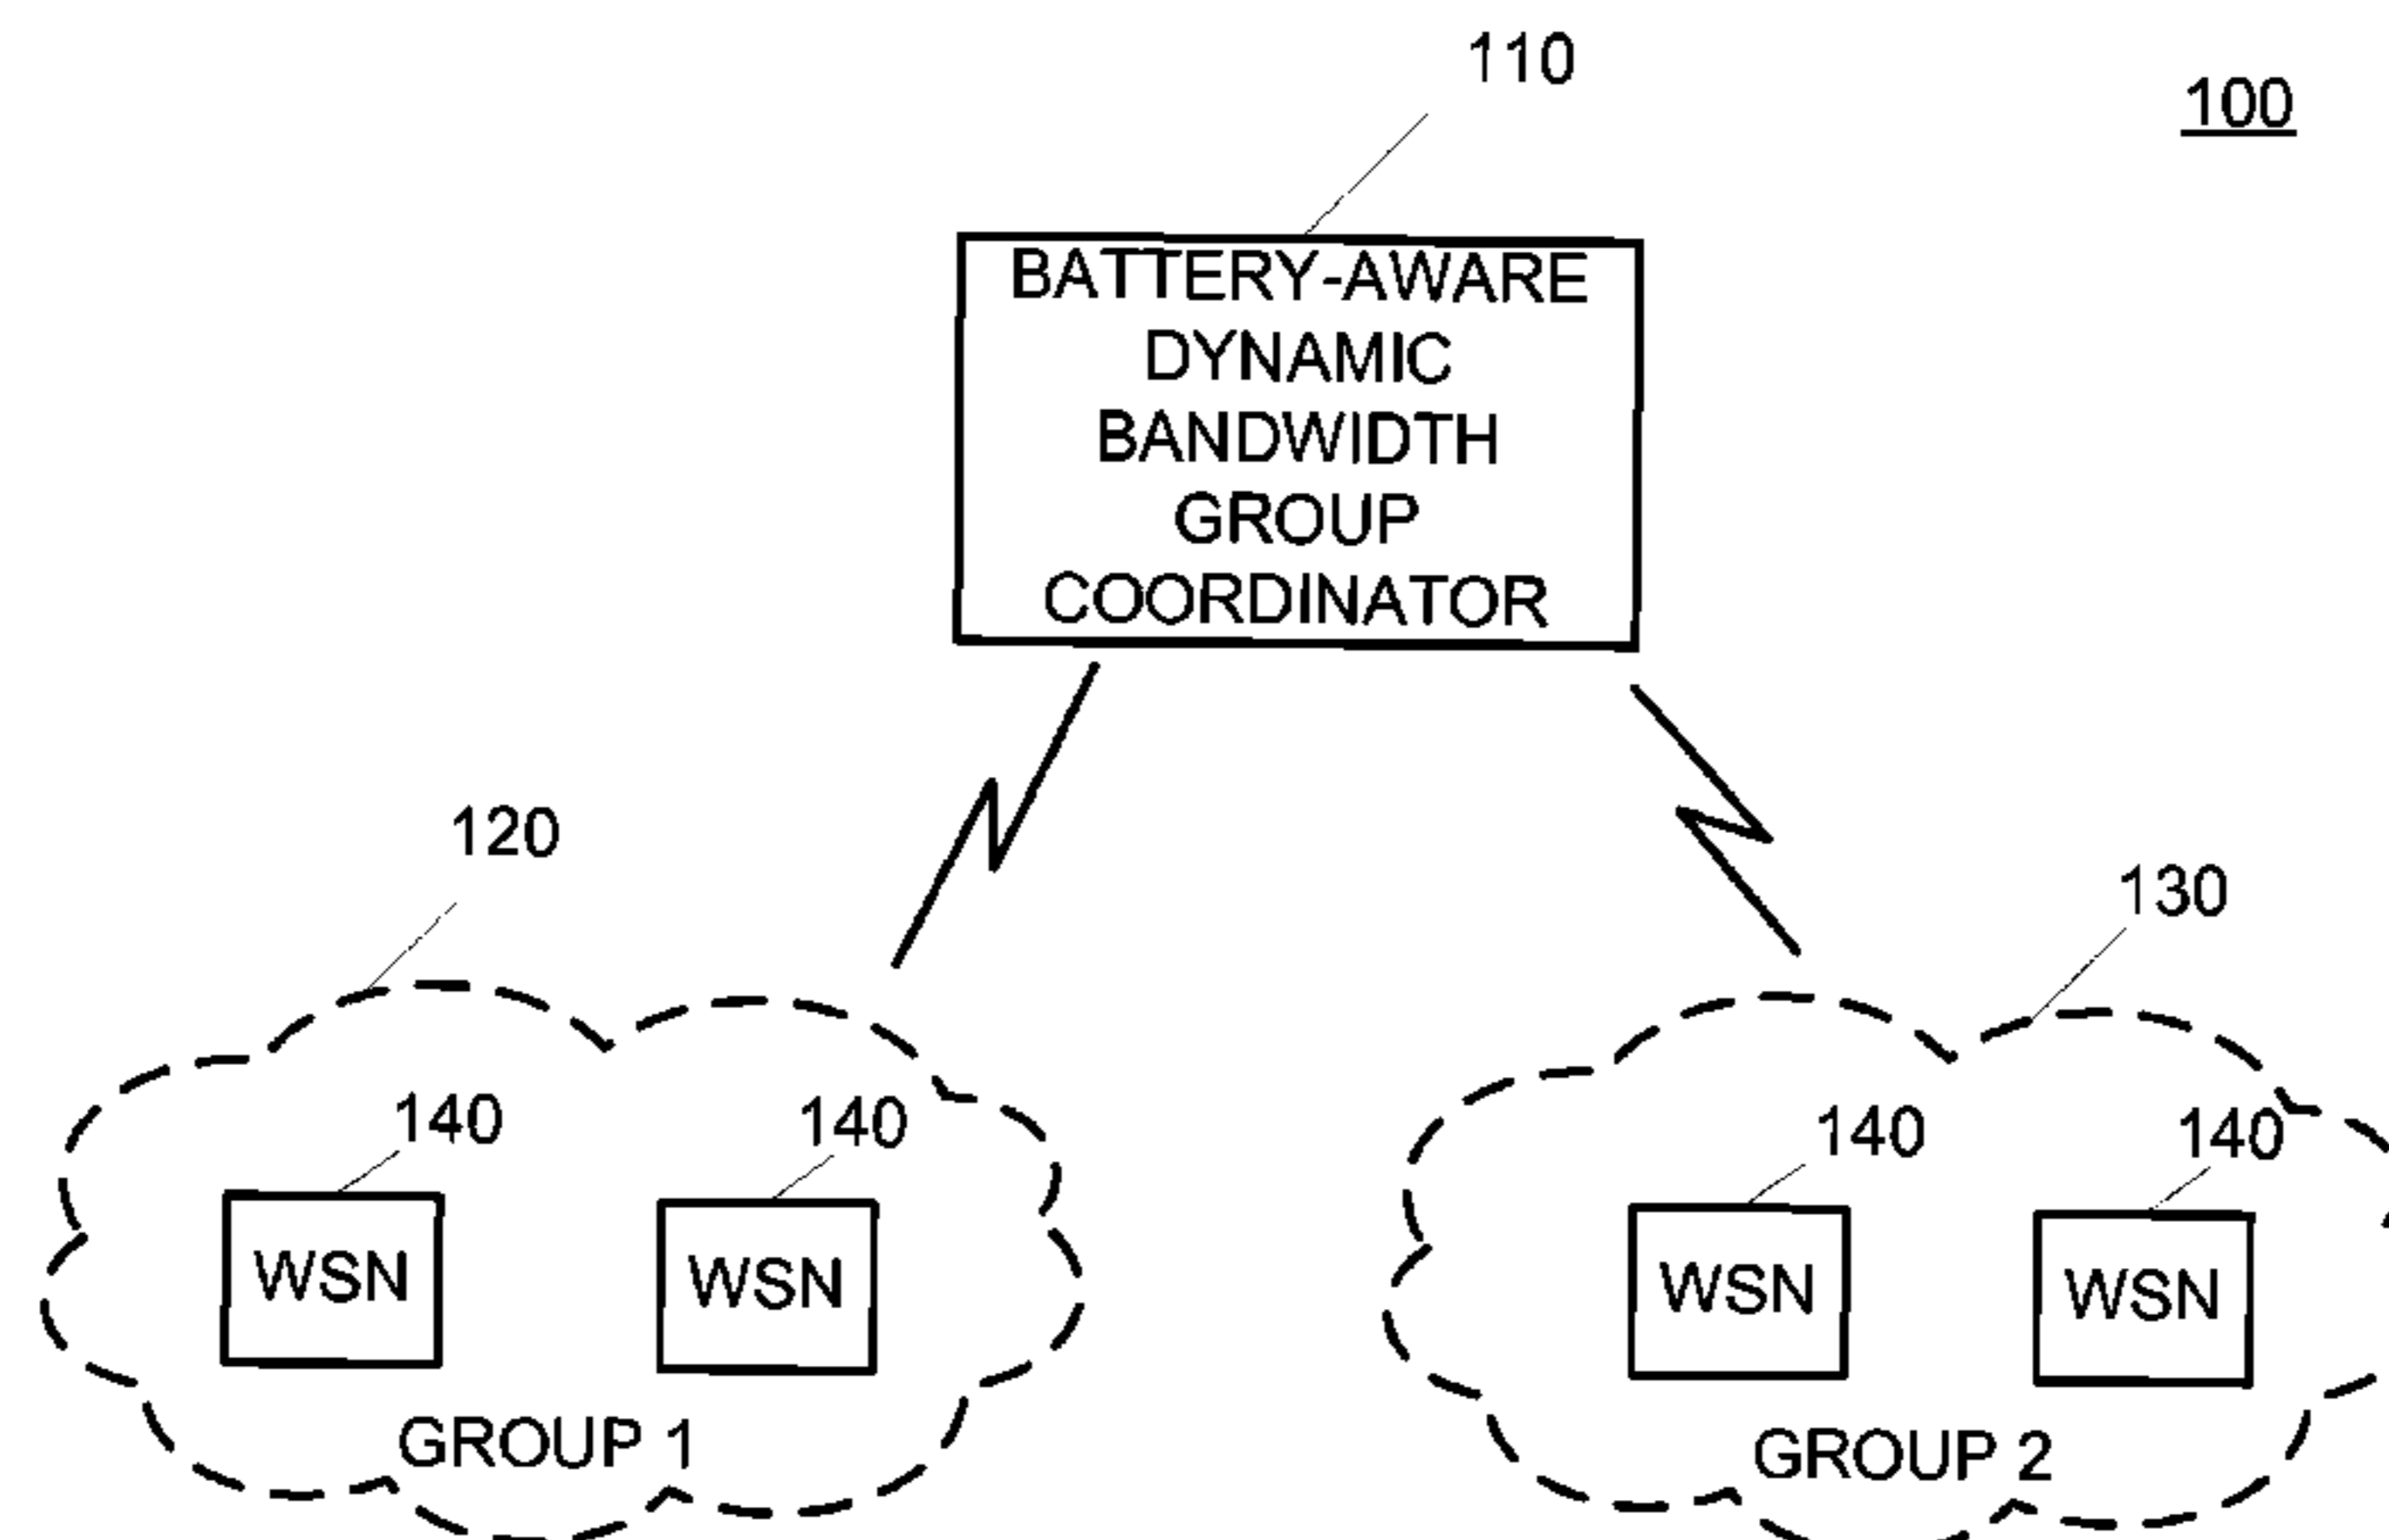 110
100
BATTERY-AWARE
DYNAMIC
BANDWIDTH
GROUP
COORDINATOR
120
130
140
140
140
140
WSN
WSN
WSN
WSN
GROUP 1
GROUP 2